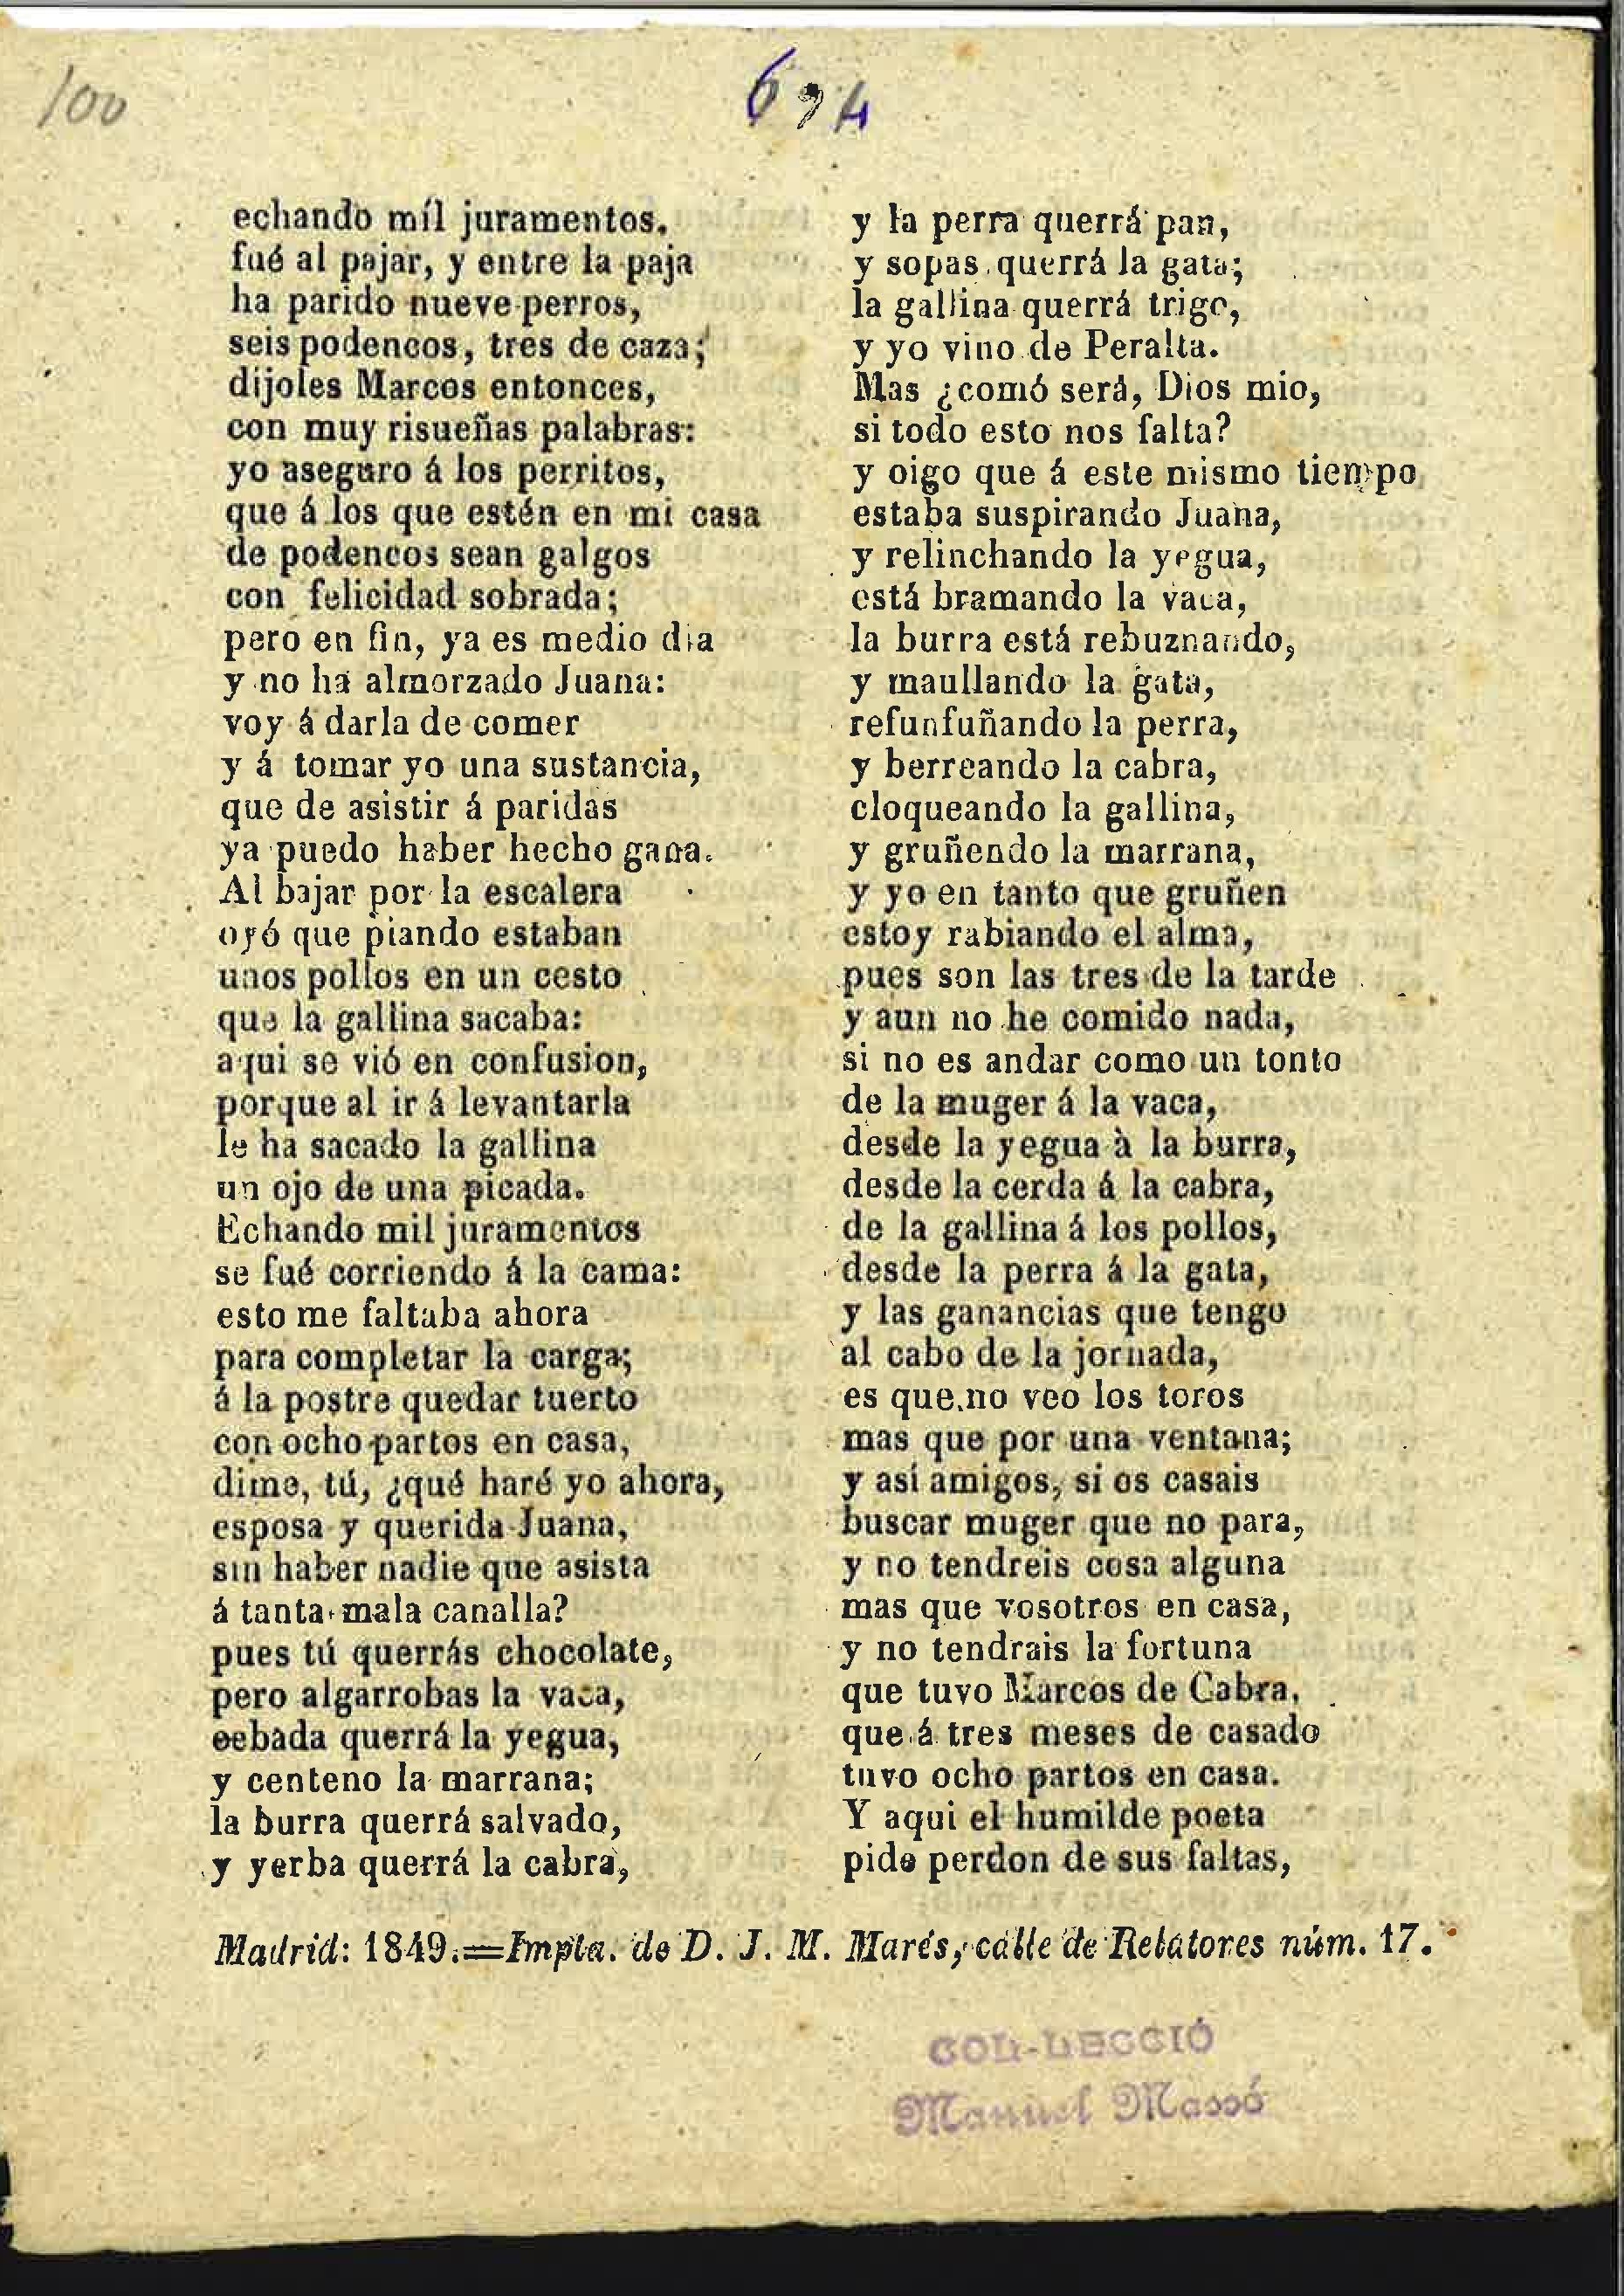 100
694
echando mil juramentos.
fué al pajar, y entre la paja
ha parido nueve perros,
seis podencos, tres de caza;
dijoles Marcos entonces,
con muy risueñas palabras:
yo aseguro á los perritos,
que á los que estén en mi casa
de podencos sean galgos
con felicidad sobrada;
pero en fin, ya es medio dia
y no ha almorzado Juana:
voy á darla de comer
y á tomar yo una sustancia,
que de asistir á paridas
ya puedo haber hecho gana.
Al bajar por la escalera
oyó que piando estaban
unos pollos en un cesto
que la gallina sacaba:
aqui se vió en confusion,
porque al ir á levantarla
le ha sacado la gallina
un ojo de una picada.
Echando mil juramentos
se fué corriendo á la cama:
esto me faltaba ahora
para completar la carga;
á la postre quedar tuerto
con ocho partos en casa,
dime, tú, ¿qué haré yo ahora,
esposa y querida Juana,
sin haber nadie que asista
á tanta mala canalla?
pues tú querrás chocolate,
pero algarrobas la vaca,
cebada querrá la yegua,
y centeno la marrana;
la burra querrá salvado,
y yerba querrá la cabra,
y la perra querrá pan,
y sopas querrá la gata;
la gallina querrá trigo,
y yo vino de Peralta.
Mas ¿comó será, Dios mio,
si todo esto nos falta?
y oigo que á este mismo tiempo
estaba suspirando Juana,
y relinchando la yegua,
está bramando la vaca,
la burra está rebuznando,
y maullando la gata,
refunfuñando la perra,
y berreando la cabra,
cloqueando la gallina,
y gruñendo la marrana,
y yo en tanto que gruñen
estoy rabiando el alma,
pues son las tres de la tarde
y aun no he comido nada,
si no es andar como un tonto
de la muger á la vaca,
desde la yegua à la burra,
desde la cerda á la cabra,
de la gallina á los pollos,
desde la perra á la gata,
y las ganancias que tengo
al cabo de la jornada,
es que no veo los toros
mas que por una ventana;
y así amigos, si os casais
buscar muger que no para,
y no tendreis cosa alguna
mas que vosotros en casa,
y no tendrais la fortuna
que tuvo Marcos de Cabra,
que á tres meses de casado
tuvo ocho partos en casa.
Y aqui el humilde poeta
pide perdon de sus faltas,
Madrid: 1849.=Impta. de D. J. M. Marés, calle de Relatores núm. 17.
COL-LECCIÓ
Manuel Massó